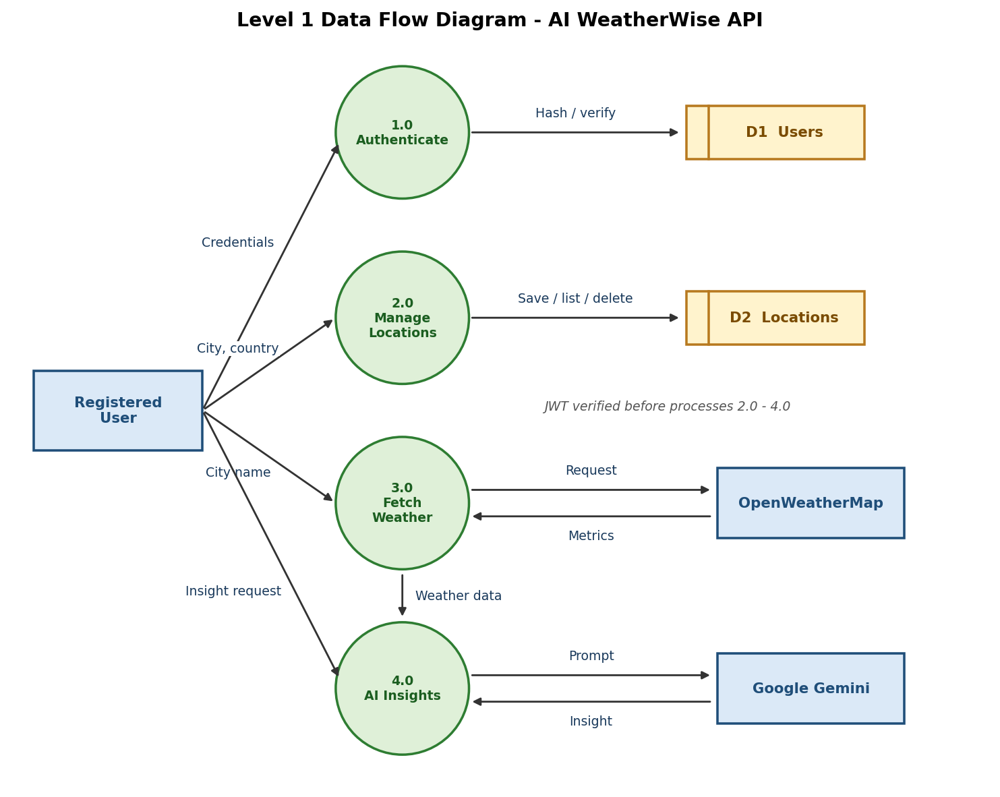 Level 1 Data Flow Diagram - AI WeatherWise API
1.0
Authenticate
Hash / verify
D1  Users
Credentials
2.0
Manage
Locations
Save / list / delete
D2  Locations
City, country
Registered
User
JWT verified before processes 2.0 - 4.0
City name
3.0
Fetch
Weather
Request
OpenWeatherMap
Metrics
Insight request
Weather data
4.0
AI Insights
Prompt
Google Gemini
Insight